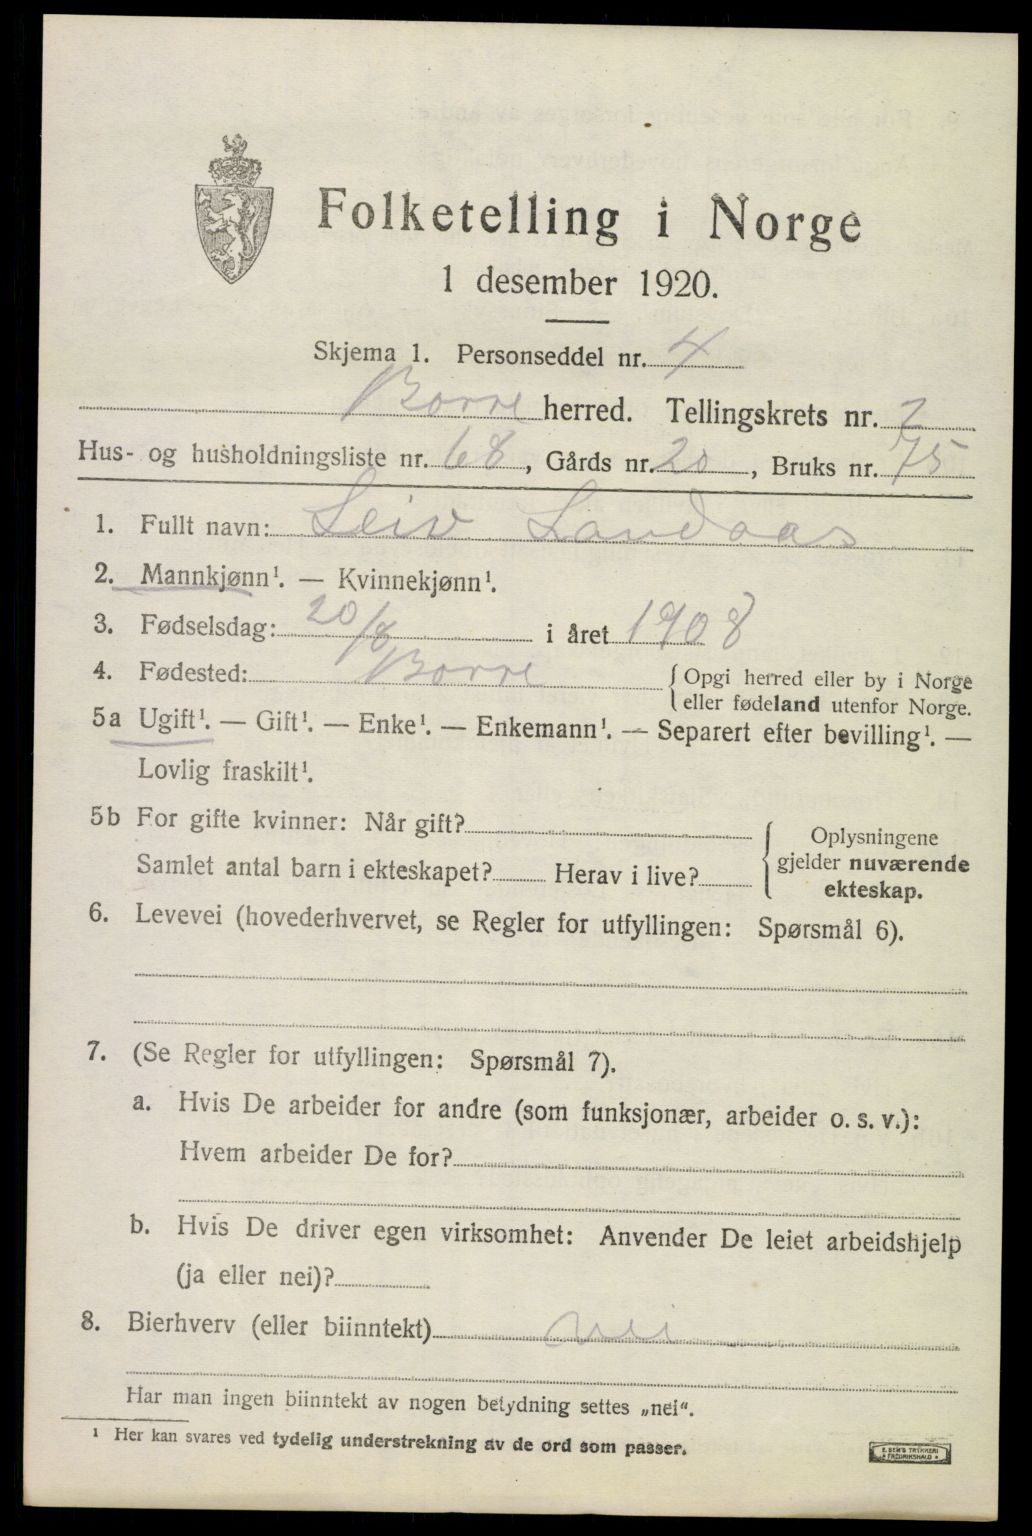 Folketelling i Norge
1 desember 1920.
Skjema 1. Personseddel nr. 4
Borre herred. Tellingskrets nr. 7
Hus- og husholdningsliste nr. 68, Gårds nr. 20, Bruks nr. 75
1. Fullt navn: Leiv Landaas
2. Mannkjønn¹. — Kvinnekjønn¹.
3. Fødselsdag: 20/8 i året 1908
4. Fødested: Borre { Opgi herred eller by i Norge
eller fødeland utenfor Norge.
5a Ugift¹. — Gift¹. — Enke¹. — Enkemann¹. — Separert efter bevilling¹. —
Lovlig fraskilt¹.
5b For gifte kvinner: Når gift?
Samlet antal barn i ekteskapet? Herav i live?
{ Oplysningene
gjelder nuværende
ekteskap.
6. Levevei (hovederhvervet, se Regler for utfyllingen: Spørsmål 6).
7. (Se Regler for utfyllingen: Spørsmål 7).
a. Hvis De arbeider for andre (som funksjonær, arbeider o. s. v.):
Hvem arbeider De for?
b. Hvis De driver egen virksomhet: Anvender De leiet arbeidshjelp
(ja eller nei)?
8. Bierhverv (eller biinntekt) nei
Har man ingen biinntekt av nogen betydning settes „nei".
¹ Her kan svares ved tydelig understrekning av de ord som passer.
E. SEM'S TRYKKERI
FREDRIKSHALD